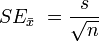 SE_x̄ = s/√n